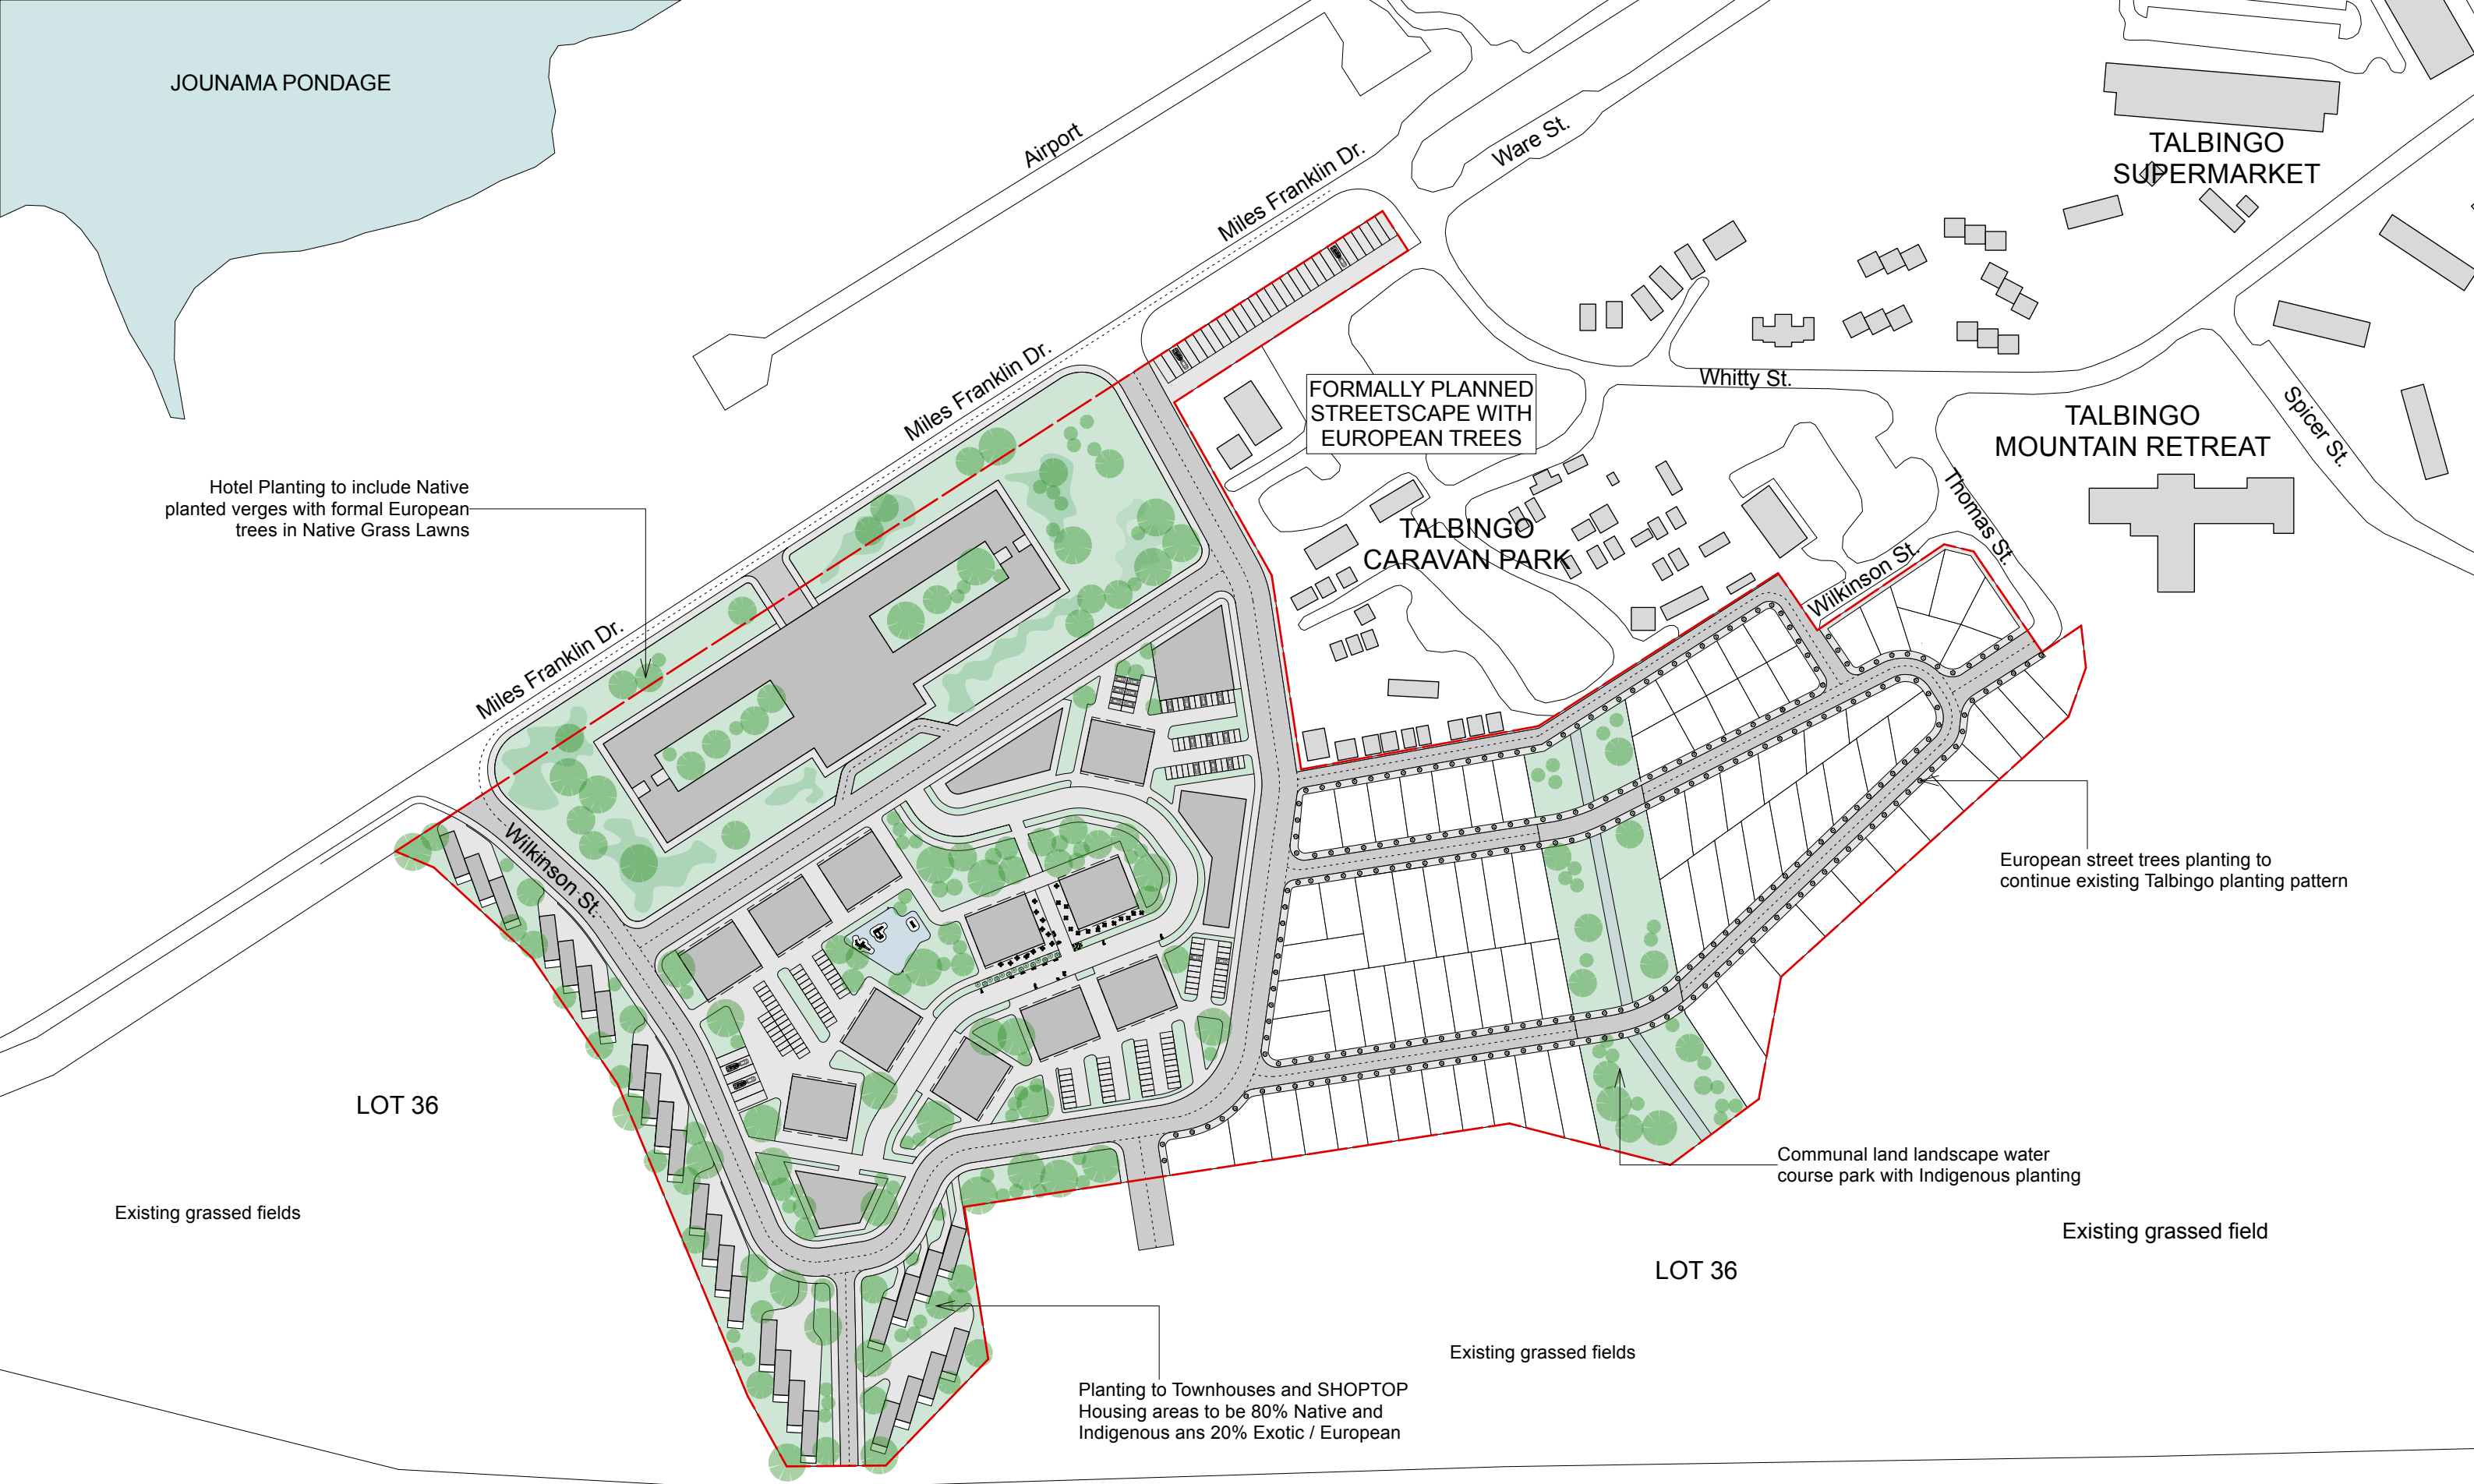 JOUNAMA PONDAGE
Airport
Ware St.
Miles Franklin Dr.
TALBINGO
SUPERMARKET
Miles Franklin Dr.
Whitty St.
FORMALLY PLANNED
STREETSCAPE WITH
EUROPEAN TREES
TALBINGO
MOUNTAIN RETREAT
Spicer St.
Hotel Planting to include Native
planted verges with formal European
trees in Native Grass Lawns
TALBINGO
CARAVAN PARK
Thomas St.
Wilkinson St.
Miles Franklin Dr.
Wilkinson St.
European street trees planting to
continue existing Talbingo planting pattern
LOT 36
Communal land landscape water
course park with Indigenous planting
Existing grassed fields
Existing grassed field
LOT 36
Existing grassed fields
Planting to Townhouses and SHOPTOP
Housing areas to be 80% Native and
Indigenous ans 20% Exotic / European